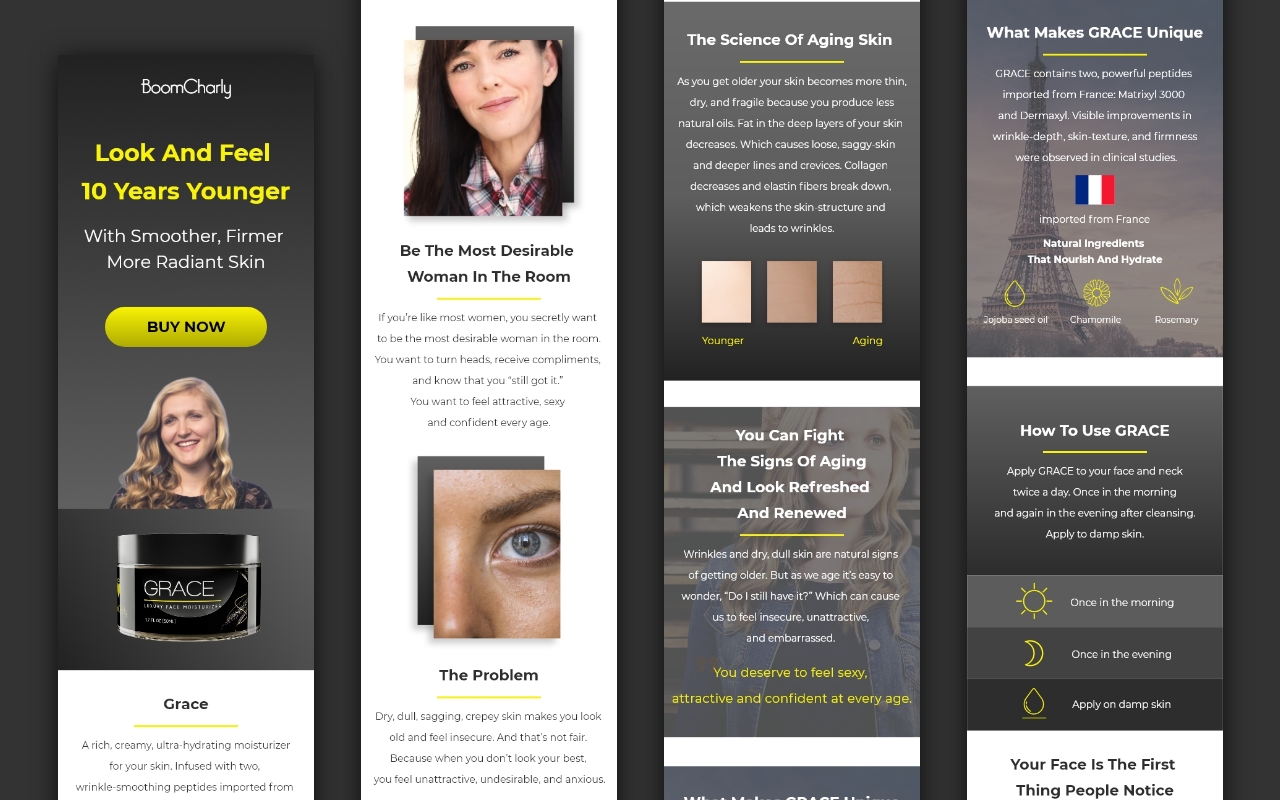 BoomCharly
Look And Feel
10 Years Younger
With Smoother, Firmer
More Radiant Skin
BUY NOW
GRACE
LUXURY FACE MOISTURIZER
1.7 FL OZ (50ML)
Grace
A rich, creamy, ultra-hydrating moisturizer
for your skin. Infused with two,
wrinkle-smoothing peptides imported from
Be The Most Desirable
Woman In The Room
If you're like most women, you secretly want
to be the most desirable woman in the room.
You want to turn heads, receive compliments,
and know that you “still got it.”
You want to feel attractive, sexy
and confident every age.
The Problem
Dry, dull, sagging, crepey skin makes you look
old and feel insecure. And that's not fair.
Because when you don't look your best,
you feel unattractive, undesirable, and anxious.
The Science Of Aging Skin
As you get older your skin becomes more thin,
dry, and fragile because you produce less
natural oils. Fat in the deep layers of your skin
decreases. Which causes loose, saggy-skin
and deeper lines and crevices. Collagen
decreases and elastin fibers break down,
which weakens the skin-structure and
leads to wrinkles.
Younger
Aging
You Can Fight
The Signs Of Aging
And Look Refreshed
And Renewed
Wrinkles and dry, dull skin are natural signs
of getting older. But as we age it's easy to
wonder, “Do I still have it?” Which can cause
us to feel insecure, unattractive,
and embarrassed.
You deserve to feel sexy,
attractive and confident at every age.
What Makes GRACE Unique
What Makes GRACE Unique
GRACE contains two, powerful peptides
imported from France: Matrixyl 3000
and Dermaxyl. Visible improvements in
wrinkle-depth, skin-texture, and firmness
were observed in clinical studies.
imported from France
Natural Ingredients
That Nourish And Hydrate
Jojoba seed oil
Chamomile
Rosemary
How To Use GRACE
Apply GRACE to your face and neck
twice a day. Once in the morning
and again in the evening after cleansing.
Apply to damp skin.
Once in the morning
Once in the evening
Apply on damp skin
Your Face Is The First
Thing People Notice